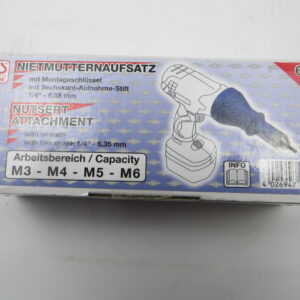 NIETMUTTERNAUFSATZ
mit Montageschlüssel
mit Sechskant-Aufnahme-Stift
1/4" - 6,35 mm
NUTSERT
ATTACHMENT
with wrench
with hex shank 1/4" - 6,35 mm
Arbeitsbereich / Capacity
M3 - M4 - M5 - M6
INFO
4 026947